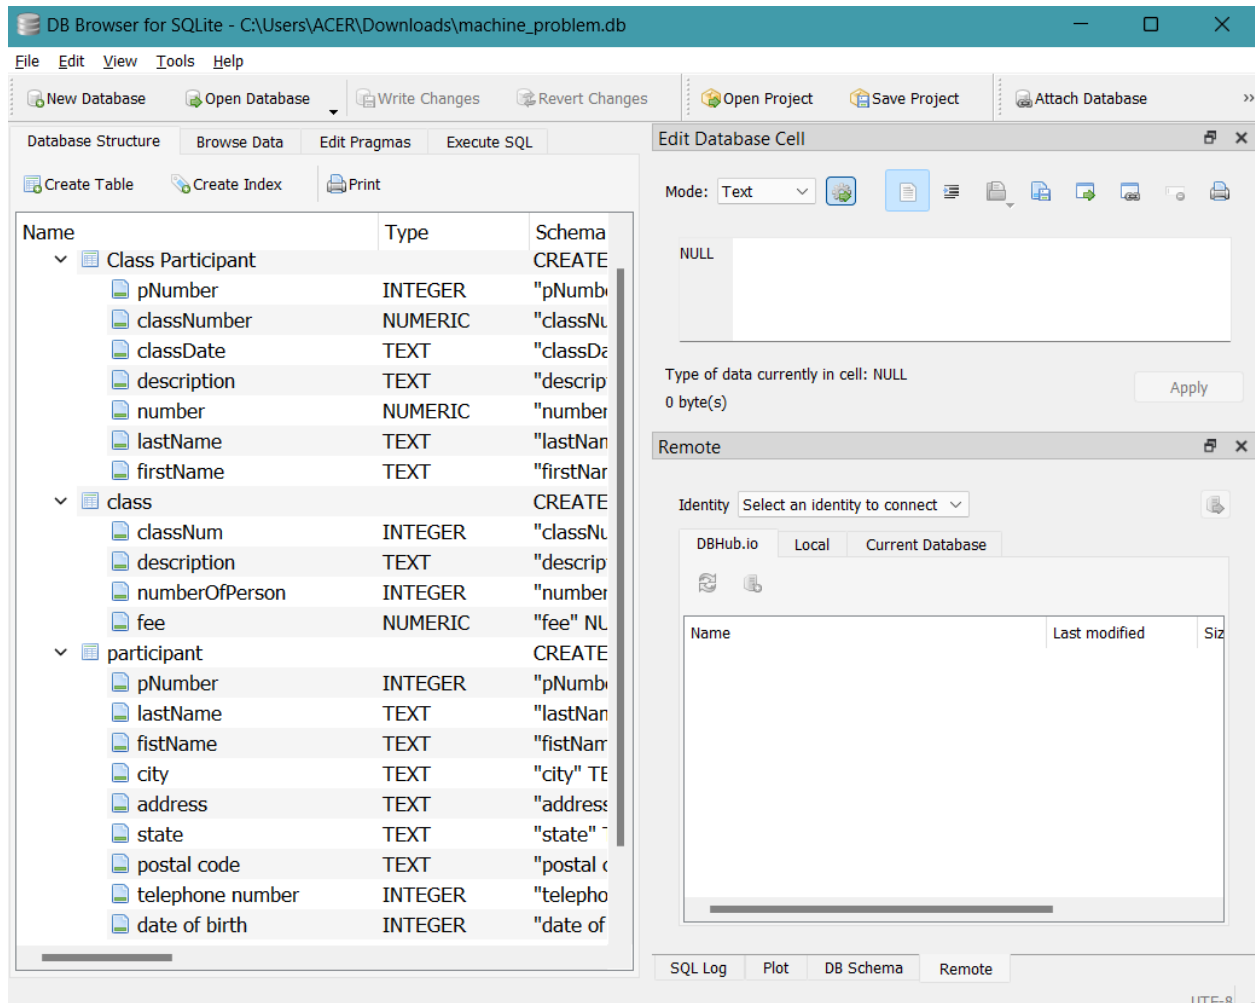 DB Browser for SQLite - C:\Users\ACER\Downloads\machine_problem.db
File Edit View Tools Help
New Database Open Database Write Changes Revert Changes Open Project Save Project Attach Database »
Database Structure Browse Data Edit Pragmas Execute SQL
Create Table Create Index Print
Name Type Schema
Class Participant CREATE
pNumber INTEGER "pNumbe
classNumber NUMERIC "classNu
classDate TEXT "classDa
description TEXT "descrip
number NUMERIC "number
lastName TEXT "lastNam
firstName TEXT "firstNar
class CREATE
classNum INTEGER "classNu
description TEXT "descrip
numberOfPerson INTEGER "number
fee NUMERIC "fee" NU
participant CREATE
pNumber INTEGER "pNumbe
lastName TEXT "lastNam
fistName TEXT "fistNam
city TEXT "city" TE
address TEXT "address
state TEXT "state"
postal code TEXT "postal c
telephone number INTEGER "telepho
date of birth INTEGER "date of
Edit Database Cell
Mode: Text
NULL
Type of data currently in cell: NULL
0 byte(s)
Apply
Remote
Identity Select an identity to connect
DBHub.io Local Current Database
Name Last modified Siz
SQL Log Plot DB Schema Remote
UTF-8